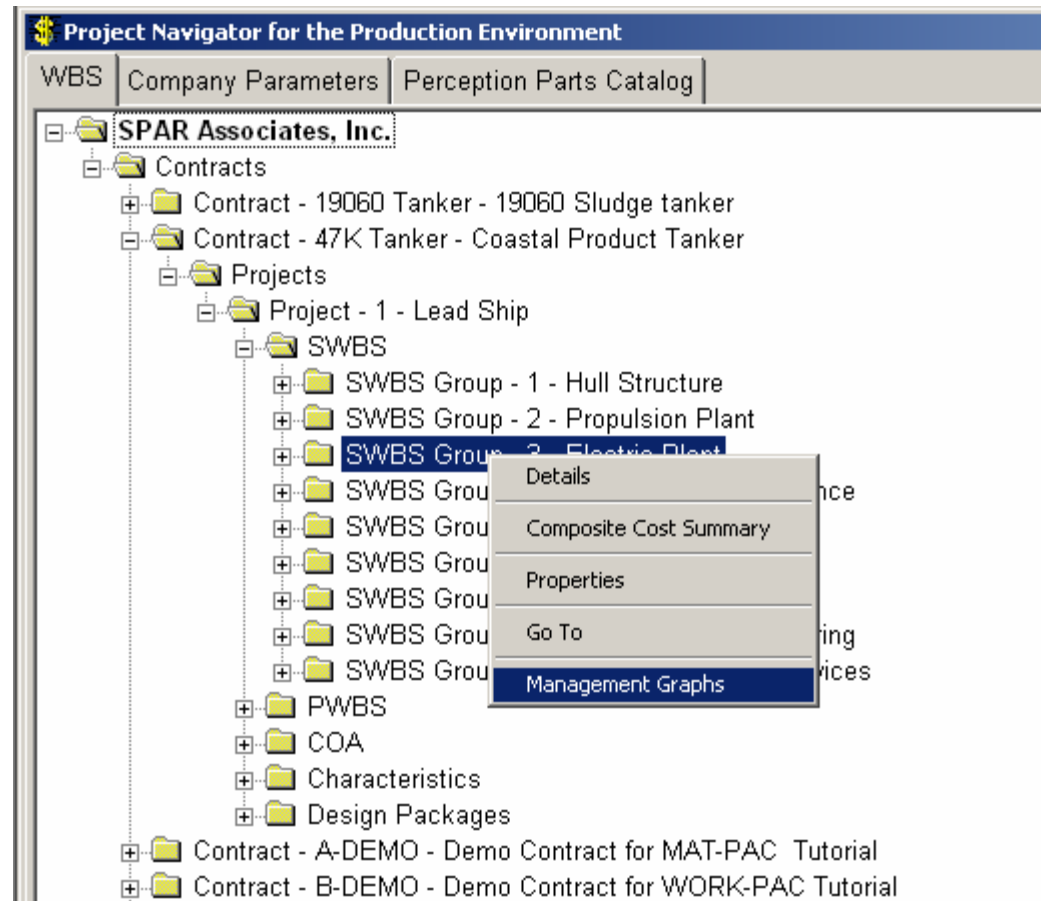 Project Navigator for the Production Environment
WBS Company Parameters Perception Parts Catalog
SPAR Associates, Inc.
Contracts
Contract - 19060 Tanker - 19060 Sludge tanker
Contract - 47K Tanker - Coastal Product Tanker
Projects
Project - 1 - Lead Ship
SWBS
SWBS Group - 1 - Hull Structure
SWBS Group - 2 - Propulsion Plant
SWBS Group - 3 - Electric Plant
SWBS Grou nce
SWBS Grou
SWBS Grou
SWBS Grou
SWBS Grou ring
SWBS Grou vices
Details
Composite Cost Summary
Properties
Go To
Management Graphs
PWBS
COA
Characteristics
Design Packages
Contract - A-DEMO - Demo Contract for MAT-PAC Tutorial
Contract - B-DEMO - Demo Contract for WORK-PAC Tutorial